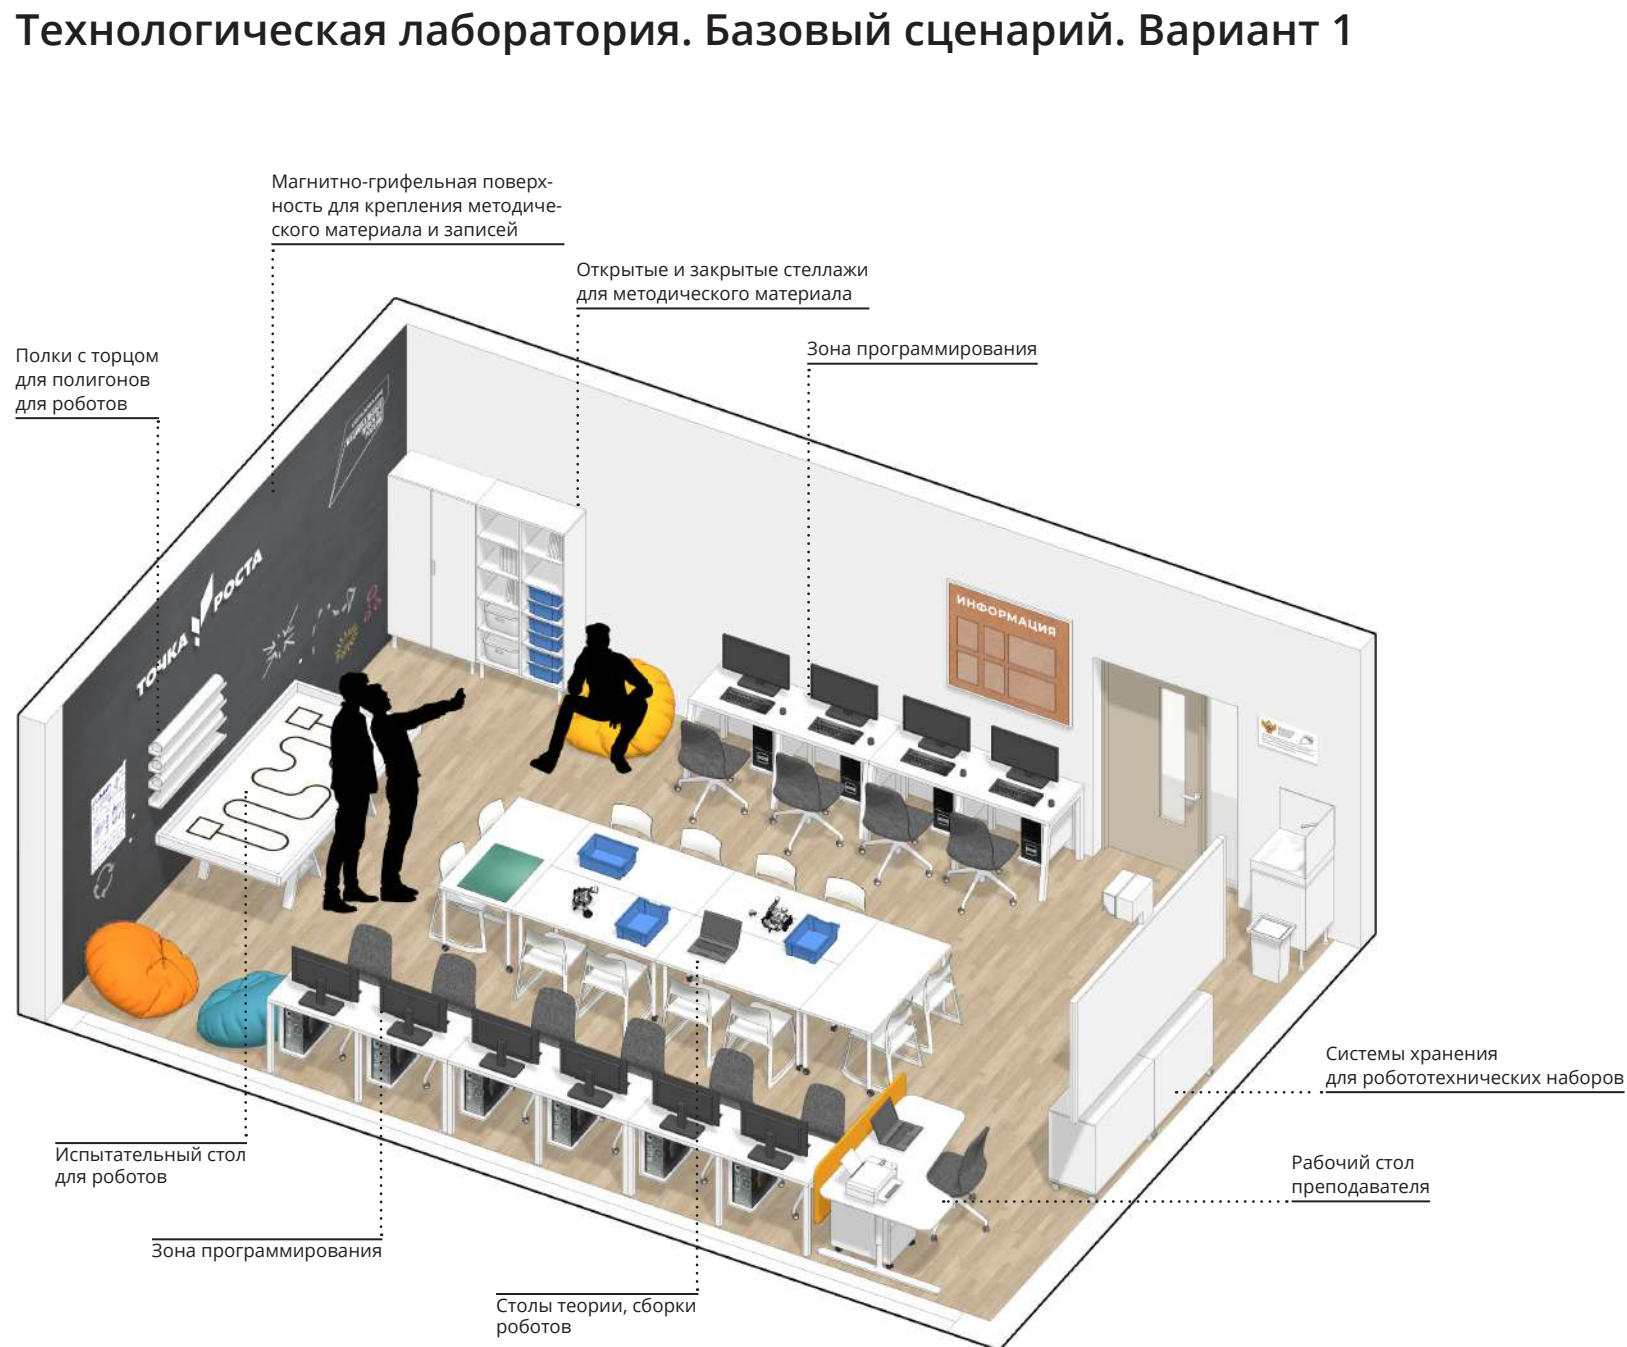 Технологическая лаборатория. Базовый сценарий. Вариант 1
Магнитно-грифельная поверх-
ность для крепления методиче-
ского материала и записей
Открытые и закрытые стеллажи
для методического материала
Зона программирования
Полки с торцом
для полигонов
для роботов
ТОЧКА РОСТА
ИНФОРМАЦИЯ
Системы хранения
для робототехнических наборов
Испытательный стол
для роботов
Рабочий стол
преподавателя
Зона программирования
Столы теории, сборки
роботов